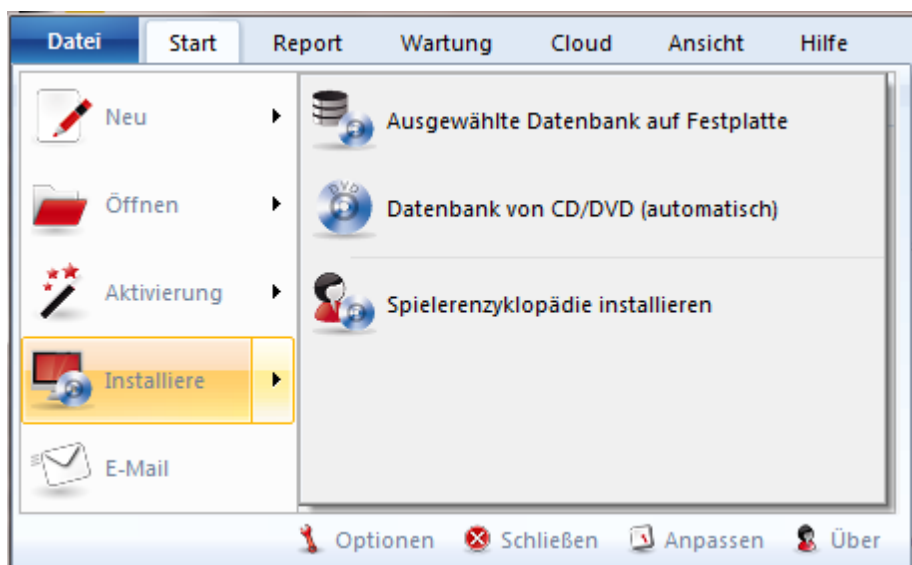 Datei Start Report Wartung Cloud Ansicht Hilfe
Neu
Öffnen
Aktivierung
Installiere
E-Mail
Ausgewählte Datenbank auf Festplatte
DVD
Datenbank von CD/DVD (automatisch)
Spielerenzyklopädie installieren
Optionen Schließen Anpassen Über